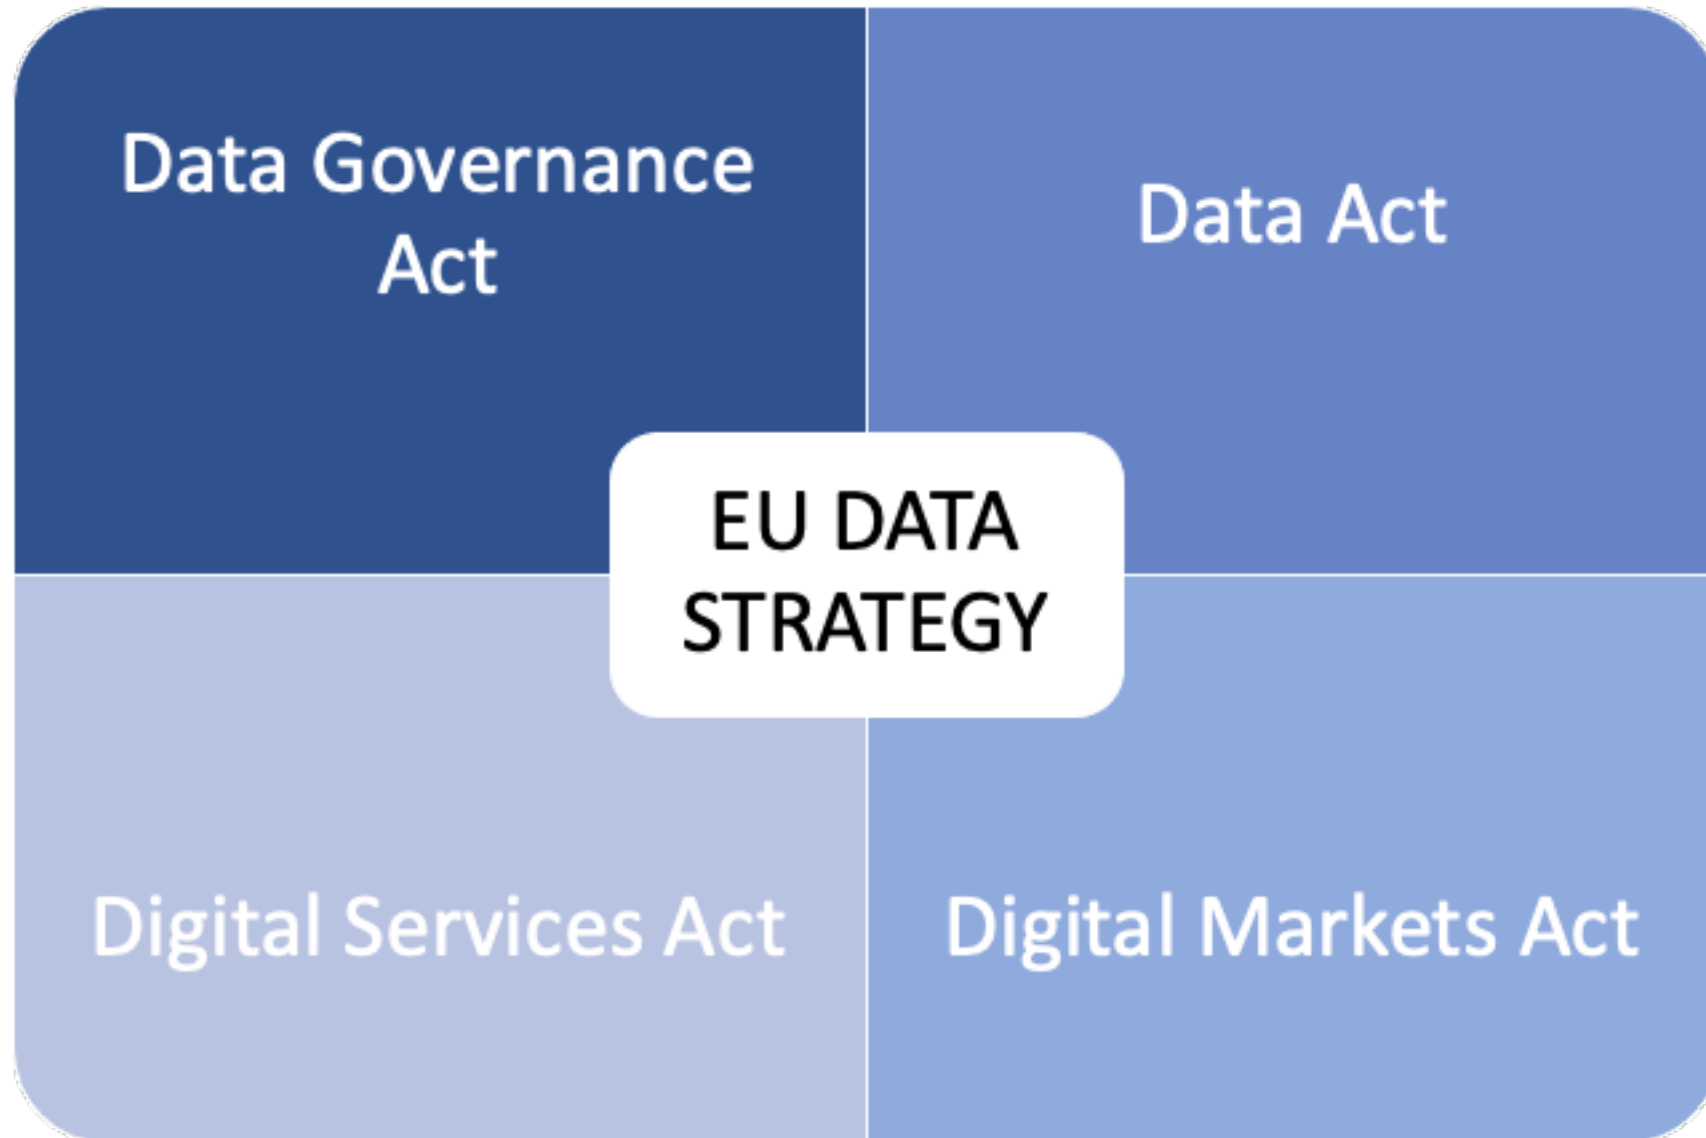 Data Governance
Act
Data Act
EU DATA
STRATEGY
Digital Services Act
Digital Markets Act